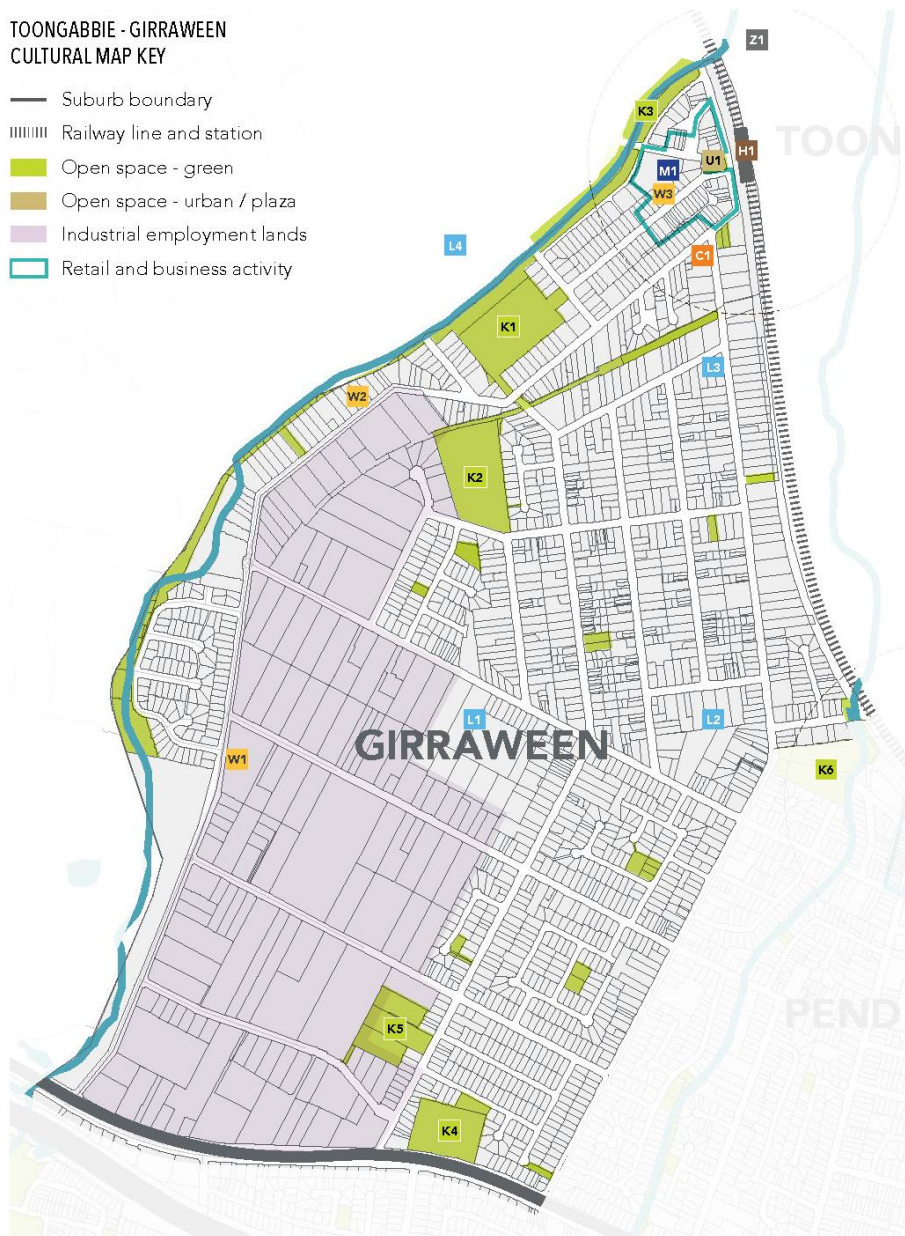 TOONGABBIE - GIRRAWEEN
CULTURAL MAP KEY
Suburb boundary
Railway line and station
Open space - green
Open space - urban / plaza
Industrial employment lands
Retail and business activity
Z1
K3
TOON
H1
U1
M1
W3
L4
C1
K1
L3
W2
K2
L1
L2
GIRRAWEEN
W1
K6
PEND
K5
K4